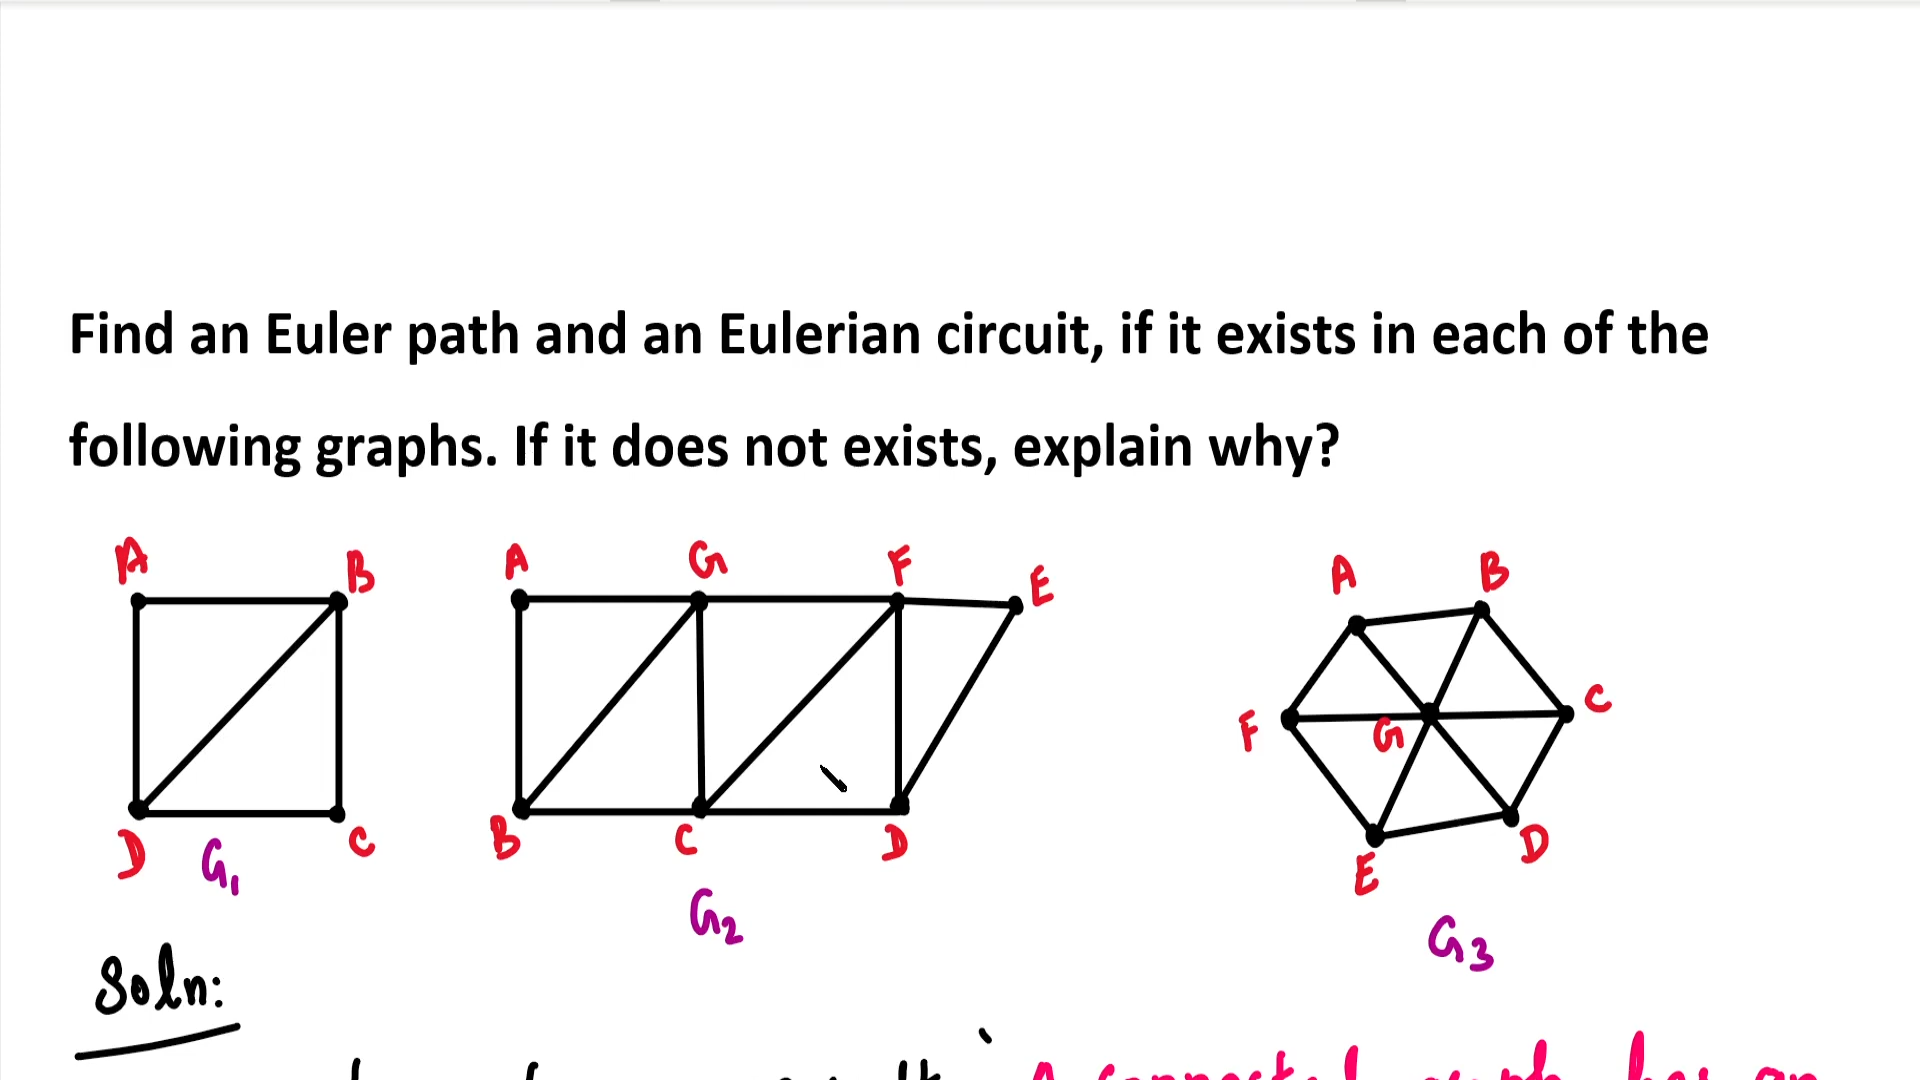 Find an Euler path and an Eulerian circuit, if it exists in each of the
following graphs. If it does not exists, explain why?
A B
D C
G1
A G F E
B C D
G2
A B
F G C
E D
G3
Soln: